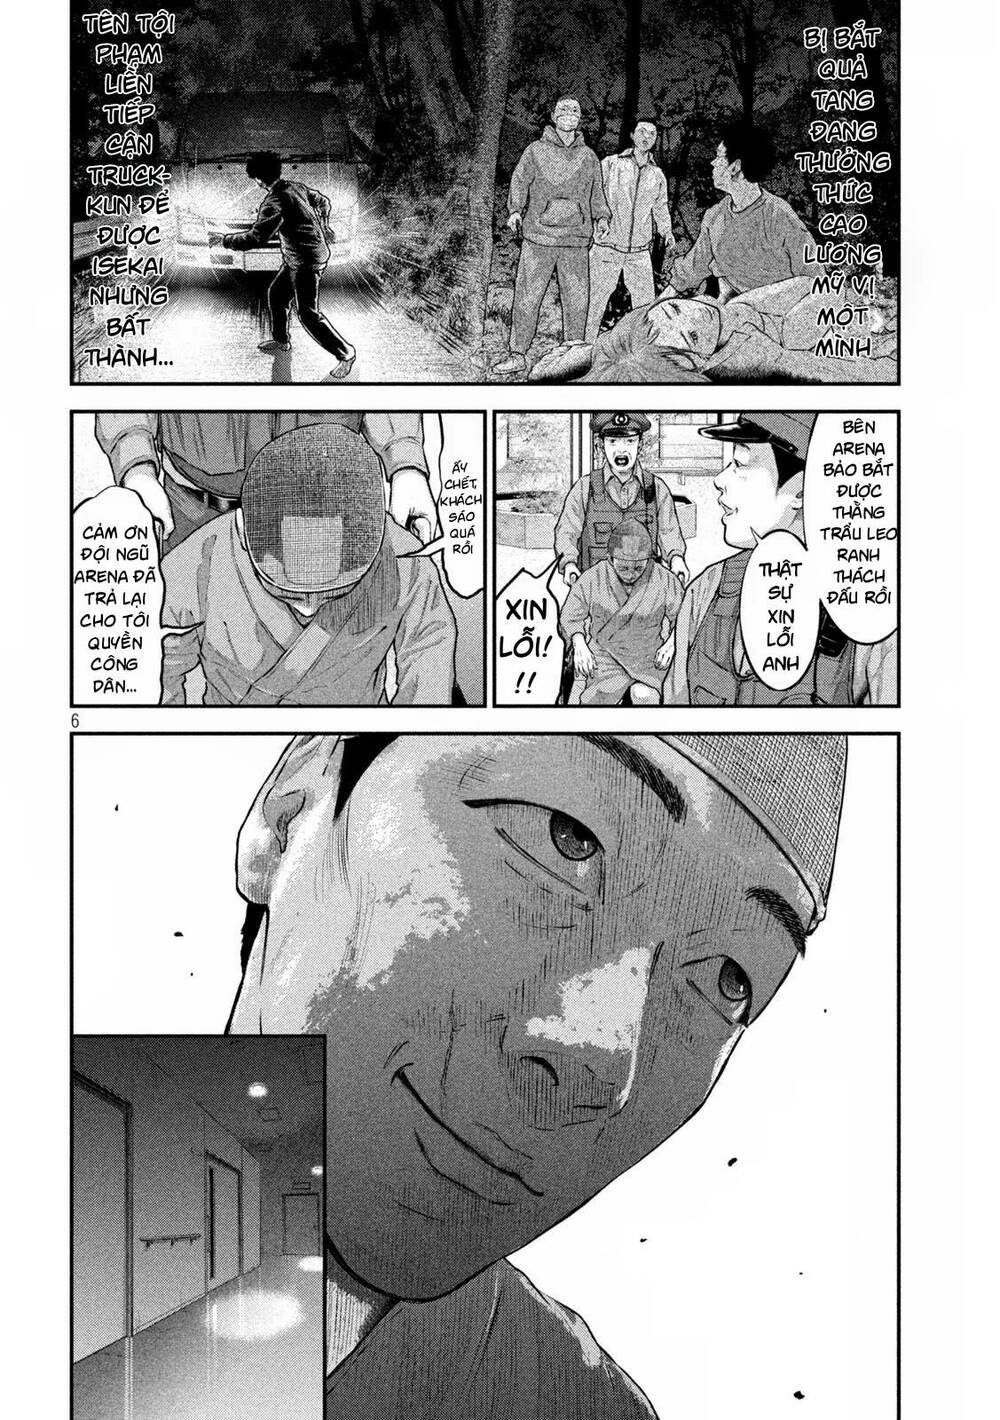 BỊ BẮT
QUẢ
TANG
ĐANG
THƯỞNG
THỨC
CAO
LƯƠNG
MỸ VỊ
MỘT
MÌNH
TÊN TỘI
PHẠM
LIỀN
TIẾP
CẬN
TRUCK-
KUN ĐỂ
ĐƯỢC
ISEKAI
NHƯNG
BẤT
THÀNH...
BÊN
ARENA
BẢO BẮT
ĐƯỢC
THẰNG
TRẨU LEO
RANH
THÁCH
ĐẤU RỒI
THẬT
SỰ
XIN
LỖI
ANH
XIN
LỖI!
!!
ẤY
CHẾT,
KHÁCH
SÁO
QUÁ
RỒI
CẢM ƠN
ĐỘI NGŨ
ARENA ĐÃ
TRẢ LẠI
CHO TÔI
QUYỀN
CÔNG
DÂN...
6